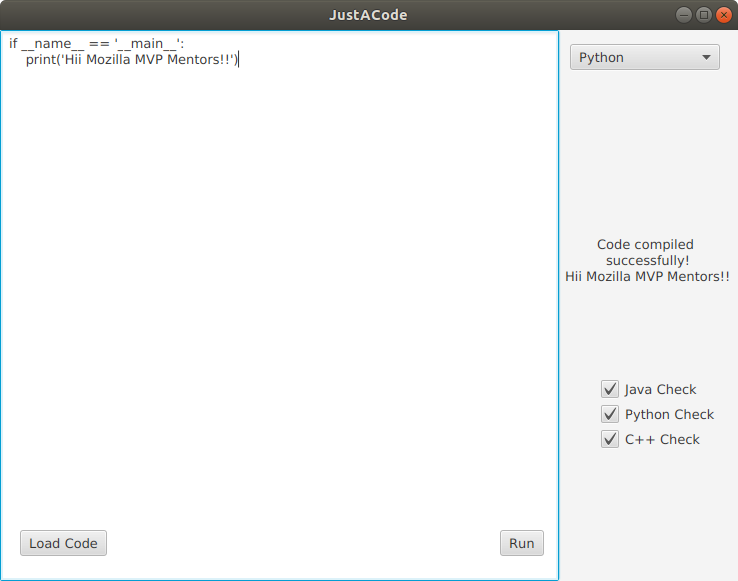 JustACode
if __name__ == '__main__':
    print('Hii Mozilla MVP Mentors!!')
Python
Code compiled
successfully!
Hii Mozilla MVP Mentors!!
Java Check
Python Check
C++ Check
Load Code
Run